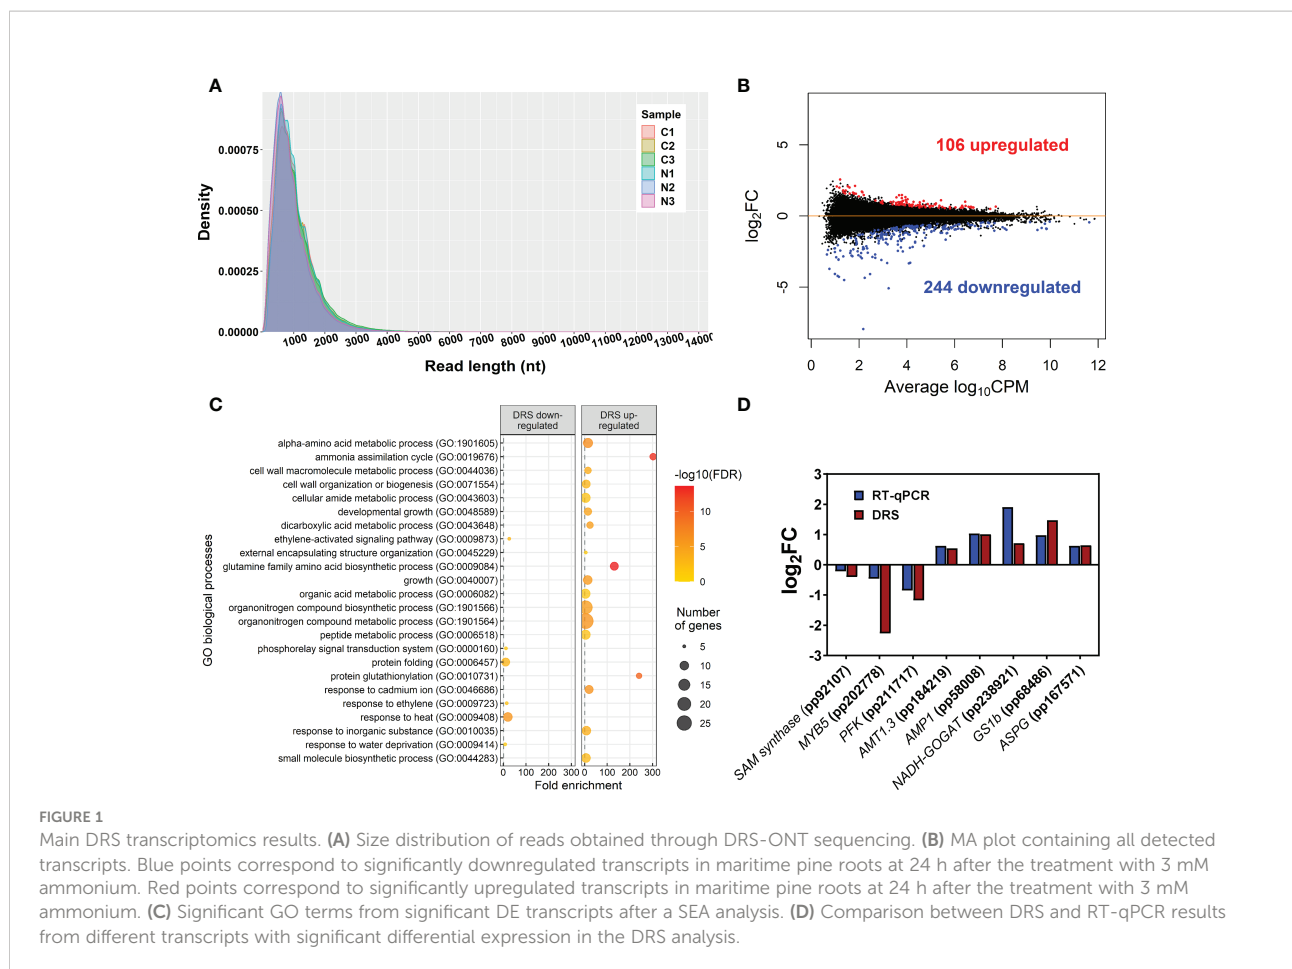 A
Sample
C1
C2
C3
N1
N2
N3
0.00075
0.00050
0.00025
0.00000
Density
1000 2000 3000 4000 5000 6000 7000 8000 9000 10000 11000 12000 13000 1400
Read length (nt)
B
106 upregulated
244 downregulated
5
0
-5
log2FC
0 2 4 6 8 10 12
Average log10CPM
C
DRS down-
regulated
DRS up-
regulated
alpha-amino acid metabolic process (GO:1901605)
ammonia assimilation cycle (GO:0019676)
cell wall macromolecule metabolic process (GO:0044036)
cell wall organization or biogenesis (GO:0071554)
cellular amide metabolic process (GO:0043603)
developmental growth (GO:0048589)
dicarboxylic acid metabolic process (GO:0043648)
ethylene-activated signaling pathway (GO:0009873)
external encapsulating structure organization (GO:0045229)
glutamine family amino acid biosynthetic process (GO:0009084)
growth (GO:0040007)
organic acid metabolic process (GO:0006082)
organonitrogen compound biosynthetic process (GO:1901566)
organonitrogen compound metabolic process (GO:1901564)
peptide metabolic process (GO:0006518)
phosphorelay signal transduction system (GO:0000160)
protein folding (GO:0006457)
protein glutathionylation (GO:0010731)
response to cadmium ion (GO:0046686)
response to ethylene (GO:0009723)
response to heat (GO:0009408)
response to inorganic substance (GO:0010035)
response to water deprivation (GO:0009414)
small molecule biosynthetic process (GO:0044283)
GO biological processes
0 100 200 300 0 100 200 300
Fold enrichment
-log10(FDR)
10
5
0
Number
of genes
5
10
15
20
25
D
RT-qPCR
DRS
3
2
1
0
-1
-2
-3
log2FC
SAM synthase (pp92107)
MYB5 (pp202778)
PFK (pp211717)
AMT1.3 (pp184219)
AMP1 (pp58008)
NADH-GOGAT (pp238921)
GS1b (pp68486)
ASPG (pp167571)
FIGURE 1
Main DRS transcriptomics results. (A) Size distribution of reads obtained through DRS-ONT sequencing. (B) MA plot containing all detected
transcripts. Blue points correspond to significantly downregulated transcripts in maritime pine roots at 24 h after the treatment with 3 mM
ammonium. Red points correspond to significantly upregulated transcripts in maritime pine roots at 24 h after the treatment with 3 mM
ammonium. (C) Significant GO terms from significant DE transcripts after a SEA analysis. (D) Comparison between DRS and RT-qPCR results
from different transcripts with significant differential expression in the DRS analysis.